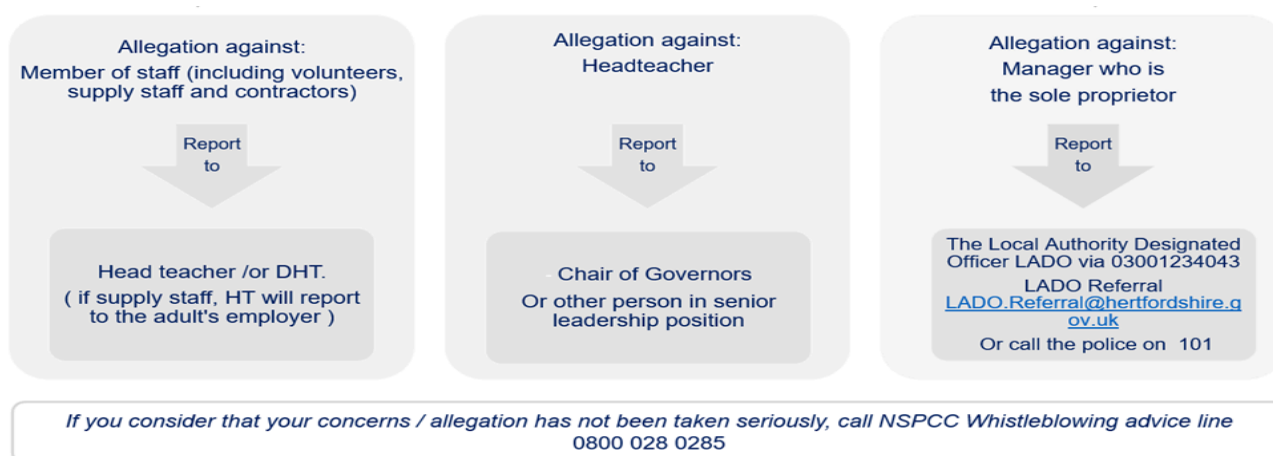 Allegation against:
Member of staff (including volunteers,
supply staff and contractors)
Report
to
Head teacher /or DHT.
( if supply staff, HT will report
to the adult's employer )
Allegation against:
Headteacher
Report
to
Chair of Governors
Or other person in senior
leadership position
Allegation against:
Manager who is
the sole proprietor
Report
to
The Local Authority Designated
Officer LADO via 03001234043
LADO Referral
LADO.Referral@hertfordshire.g
ov.uk
Or call the police on 101
If you consider that your concerns / allegation has not been taken seriously, call NSPCC Whistleblowing advice line
0800 028 0285